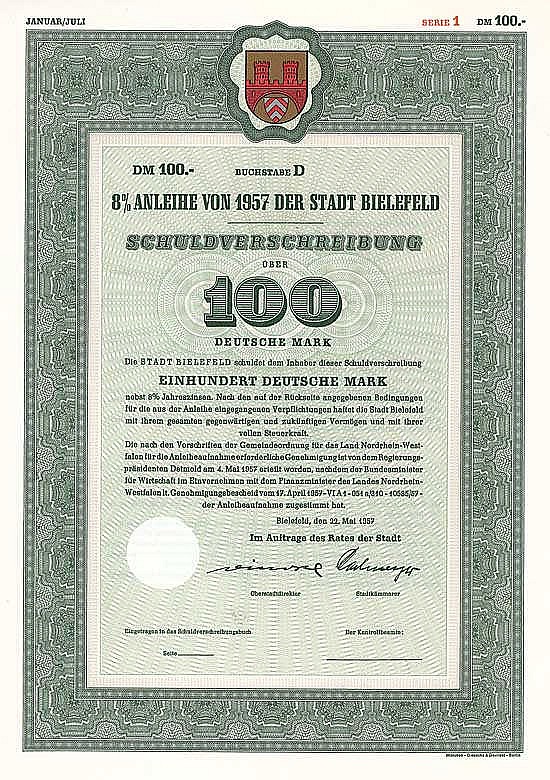 JANUAR/JULI
SERIE 1 DM 100.-
DM 100.- BUCHSTABE D
8% ANLEIHE VON 1957 DER STADT BIELEFELD
SCHULDVERSCHREIBUNG
ÜBER
100
DEUTSCHE MARK
Die STADT BIELEFELD schuldet dem Inhaber dieser Schuldverschreibung
EINHUNDERT DEUTSCHE MARK
nebst 8% Jahreszinsen. Nach den auf der Rückseite angegebenen Bedingungen
für die aus der Anleihe eingegangenen Verpflichtungen haftet die Stadt Bielefeld
mit ihrem gesamten gegenwärtigen und zukünftigen Vermögen und mit ihrer
vollen Steuerkraft.
Die nach den Vorschriften der Gemeindeordnung für das Land Nordrhein-West-
falen für die Anleiheaufnahme erforderliche Genehmigung ist von dem Regierungs-
präsidenten Detmold am 4. Mai 1957 erteilt worden, nachdem der Bundesminister
für Wirtschaft im Einvernehmen mit dem Finanzminister des Landes Nordrhein-
Westfalen lt. Genehmigungsbescheid vom 17. April 1957 - VI A 1 - 051 a/310 - 10535/57 -
der Anleiheaufnahme zugestimmt hat.
Bielefeld, den 22. Mai 1957
Im Auftrage des Rates der Stadt
Oberstadtdirektor Stadtkämmerer
Eingetragen in das Schuldverschreibungsbuch Der Kontrollbeamte:
Seite